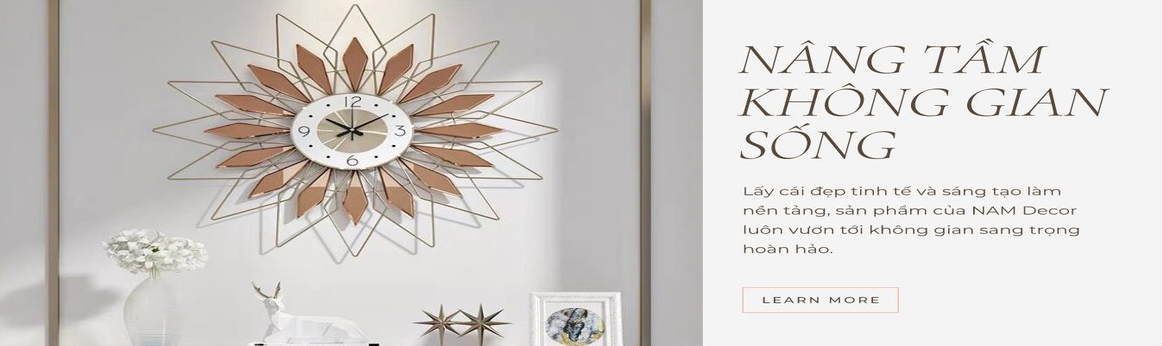 12
9 3
6
NÂNG TẦM
KHÔNG GIAN
SỐNG
Lấy cái đẹp tinh tế và sáng tạo làm
nền tảng, sản phẩm của NAM Decor
luôn vươn tới không gian sang trọng
hoàn hảo.
LEARN MORE